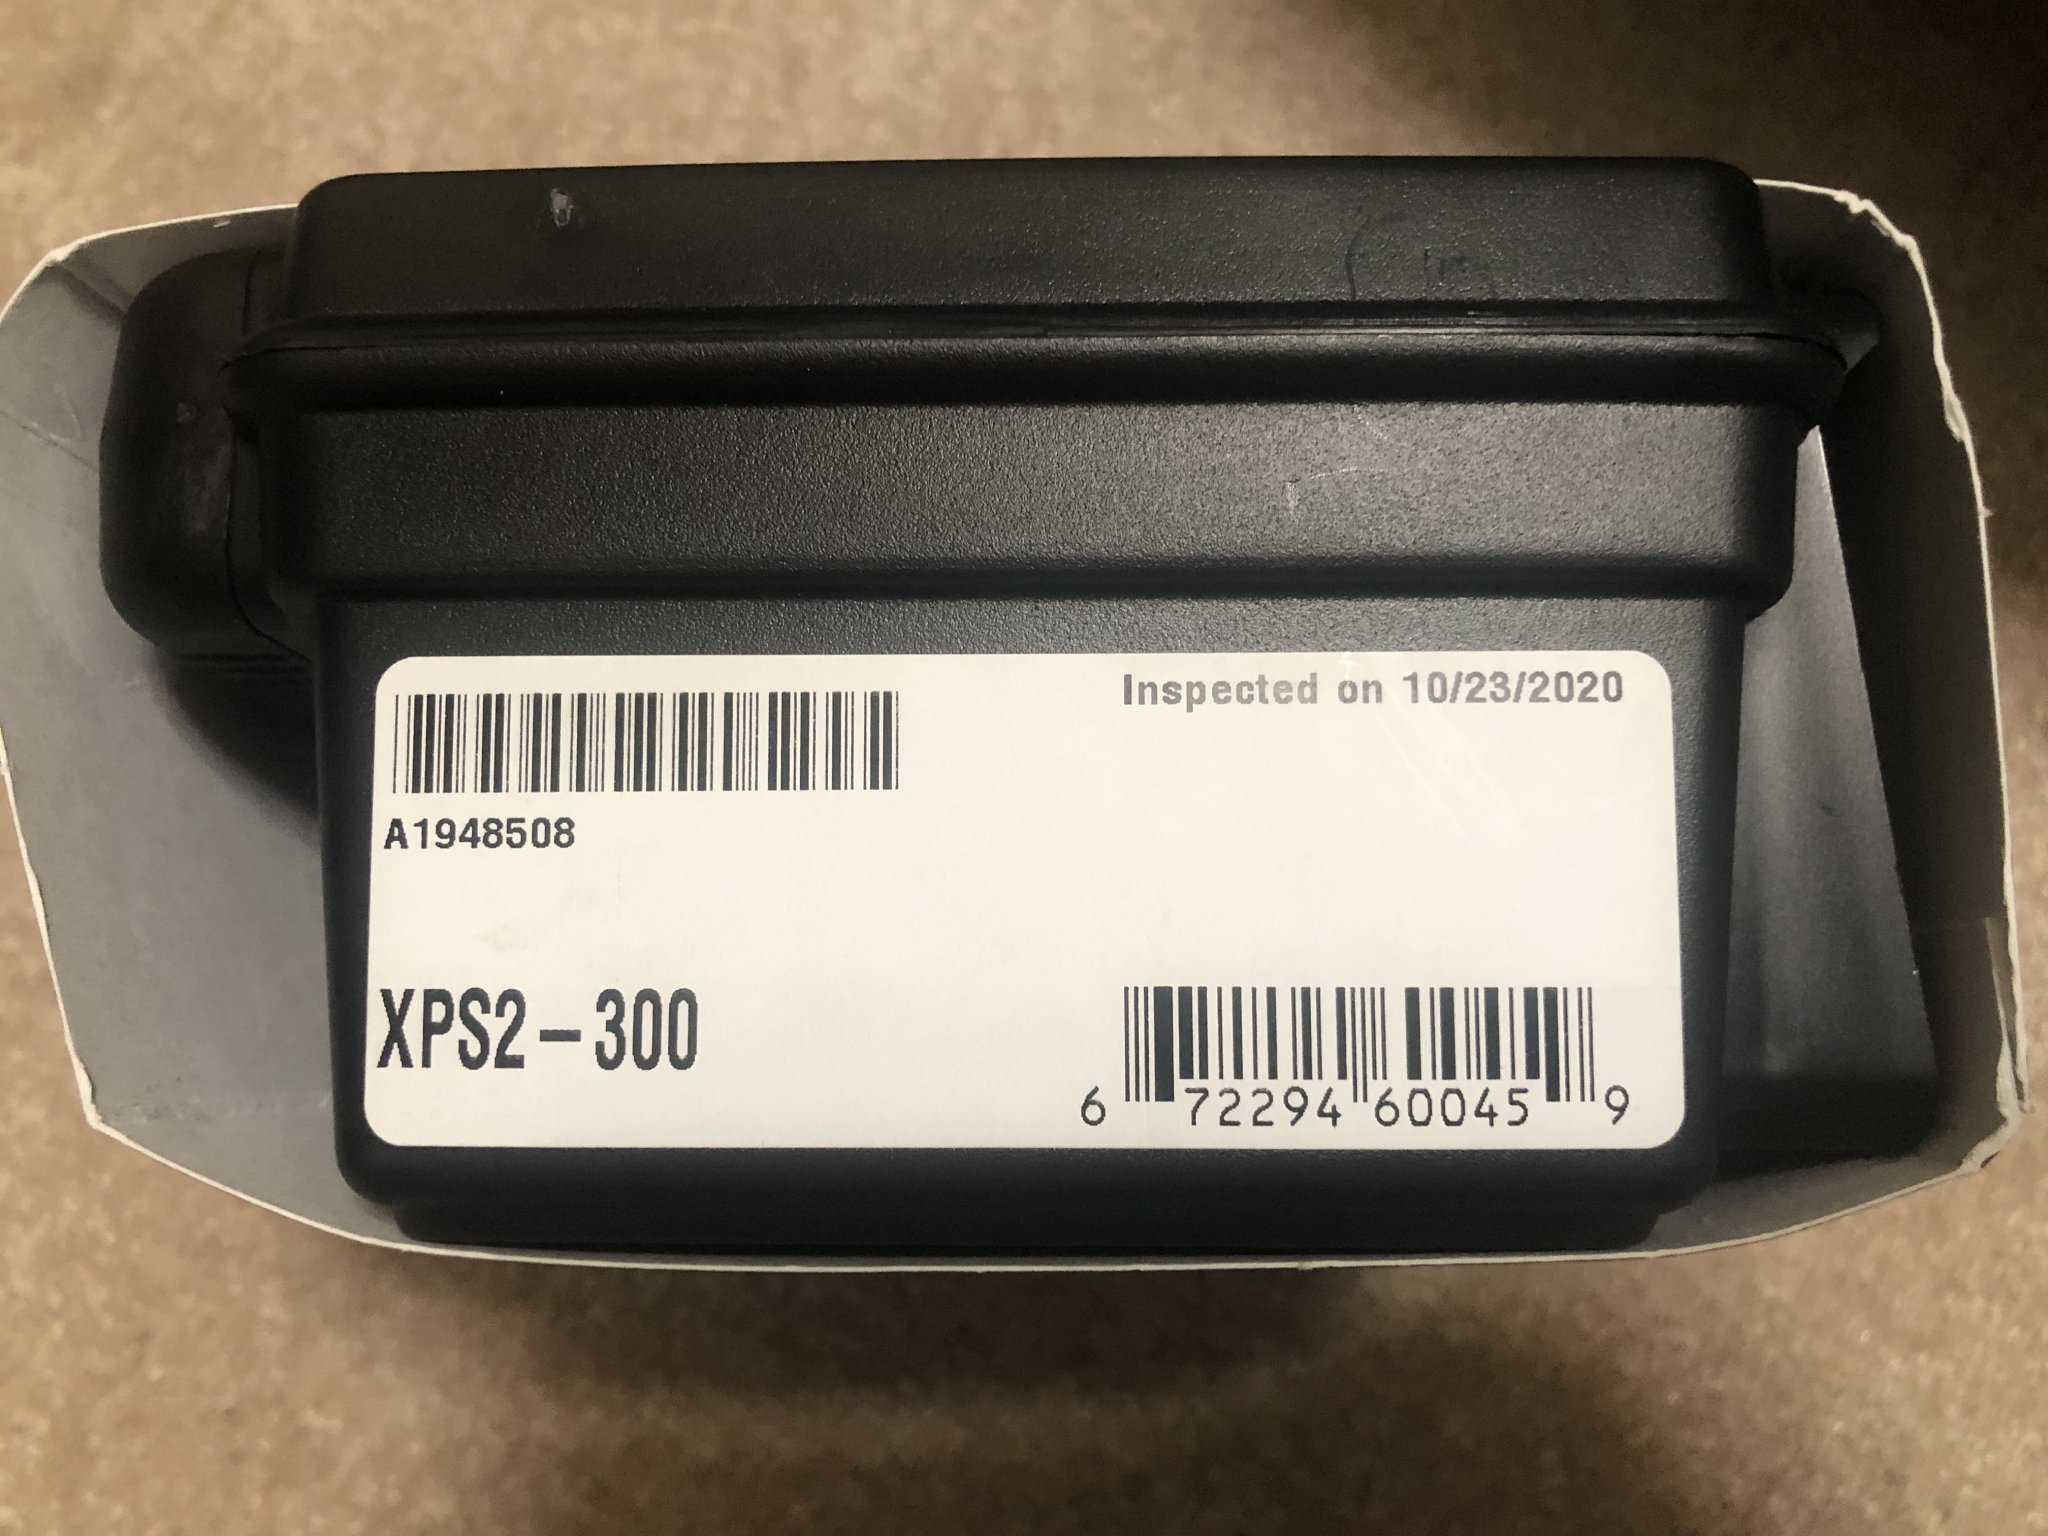 Inspected on 10/23/2020
A1948508
XPS2-300
6 72294 60045 9